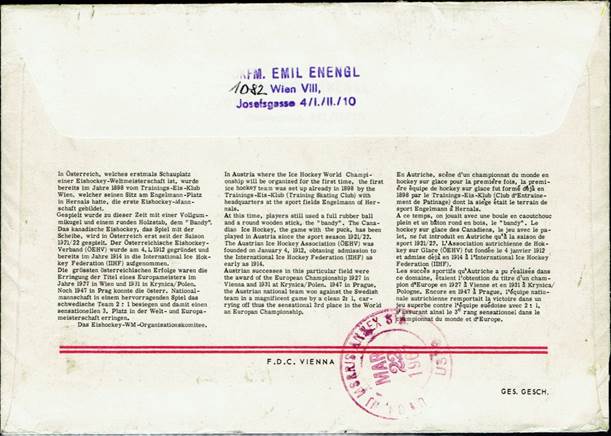 KFM. EMIL ENENGL
1082 Wien VIII,
Josefsgasse 4/I./II./10
In Österreich, welches erstmals Schauplatz
einer Eishockey-Weltmeisterschaft ist, wurde
bereits im Jahre 1898 vom Trainings-Eis-Klub
Wien, welcher seinen Sitz am Engelmann-Platz
in Hernals hatte, die erste Eishockey-Mann-
schaft gebildet.
Gespielt wurde zu dieser Zeit mit einer Vollgum-
mikugel und einem runden Holzstab, dem "Bandy".
Das kanadische Eishockey, das Spiel mit der
Scheibe, wird in Österreich erst seit der Saison
1921/22 gespielt. Der Österreichische Eishockey-
Verband (ÖEHV) wurde am 4.1.1912 gegründet und
bereits im Jahre 1914 in die International Ice Hok-
key Federation (IIHF) aufgenommen.
Die grössten österreichischen Erfolge waren die
Erringung der Titel eines Europameisters im
Jahre 1927 in Wien und 1931 in Krynica/Polen.
Noch 1947 in Prag konnte die österr. National-
mannschaft in einem hervorragenden Spiel das
schwedische Team 2 : 1 besiegen und damit einen
sensationellen 3. Platz in der Welt- und Europa-
meisterschaft erringen.
Das Eishockey-WM-Organisationskomitee.
In Austria where the Ice Hockey World Champi-
onship will be organized for the first time, the first
ice hockey team was set up already in 1898 by the
Trainings-Eis-Klub (Training Skating Club) with
headquarters at the sport fields Engelmann of Her-
nals.
At this time, players still used a full rubber ball
and a round wooden stick, the "bandy". The Cana-
dian Ice Hockey, the game with the puck, has been
played in Austria since the sport season 1921/22.
The Austrian Ice Hockey Association (ÖEHV) was
founded on January 4, 1912, obtaining admission
to the International Ice Hockey Federation (IIHF) as
early as 1914.
Austrian successes in this particular field were
the award of the European Championship 1927 in
Vienna and 1931 at Krynica/Polen. 1947 in Prague,
the Austrian national team won against the Swedish
team in a magnificent game by a clean 2: 1, car-
rying off thus the sensational 3rd place in the World
an Europan Championship.
En Autriche, scène d'un championnat du monde en
hockey sur glace pour la première fois, la premi-
ère équipe de hockey sur glace fut formé déjà en
1898 par le Trainings-Eis-Klub (Club d'Entraîne-
ment de Patinage) dont la siège était le terrain de
sport Engelmann à Hernals.
A ce temps, on jouait avec une boule en caoutchouc
plein et un bâton rond en bois, le "bandy". Le
hockey sur glace des Canadiens, le jeu avec le pa-
let, ne fut introduit en Autriche qu'à la saison de
sport 1921/22. L'Association autrichienne de Hok-
key sur Glace (ÖEHV) fut fondée le 4 janvier 1912
et admise déjà en 1914 à l'International Ice Hockey
Federation (IIHF).
Les succès sportifs qu'Autriche a pu réalisés dans
ce domaine, étaient l'obtention du titre d'un cham-
pion d'Europe en 1927 à Vienne et en 1931 à Krynica/
Pologne. Encore en 1947 à Prague, l'équipe natio-
nale autrichienne remportait la victoire dans un
jeu superbe contre l'équipe suédoise avec 2 : 1,
s'assurant ainsi le 3e rang sensationnel dans le
championnat du monde et d'Europe.
F.D.C. VIENNA
MORRIS ANNEX STA
MAR
22
GES. GESCH.